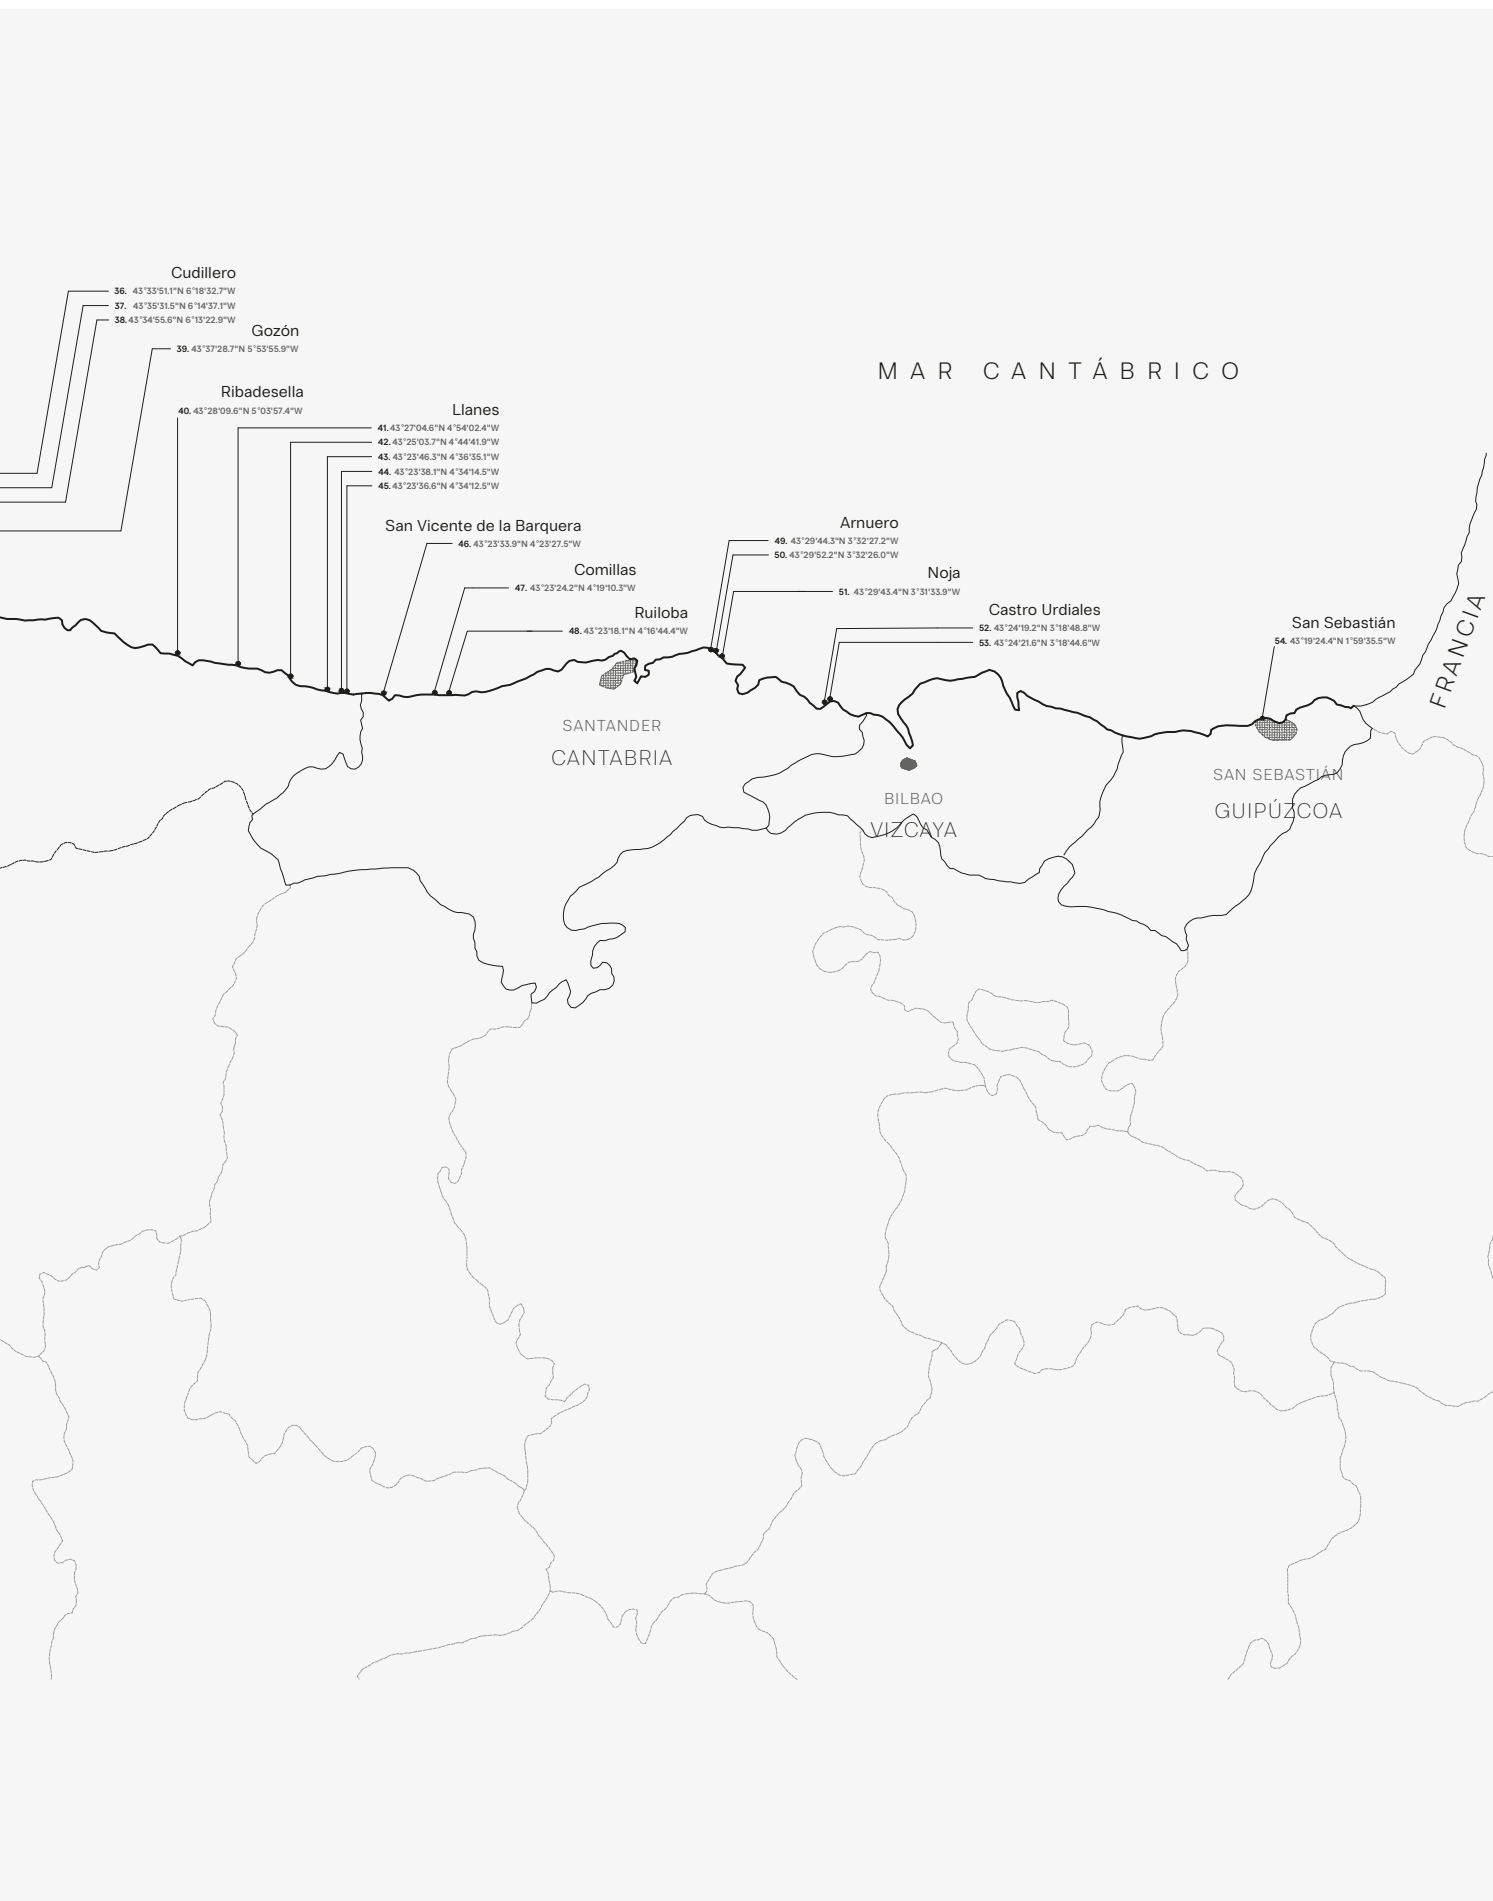 Cudillero
36. 43°33'51.1"N 6°18'32.7"W
37. 43°35'31.5"N 6°14'37.1"W
38. 43°34'55.6"N 6°13'22.9"W
Gozón
39. 43°37'28.7"N 5°53'55.9"W
MAR CANTÁBRICO
Ribadesella
40. 43°28'09.6"N 5°03'57.4"W
Llanes
41. 43°27'04.6"N 4°54'02.4"W
42. 43°25'03.7"N 4°44'41.9"W
43. 43°23'46.3"N 4°36'35.1"W
44. 43°23'38.1"N 4°34'14.5"W
45. 43°23'36.6"N 4°34'12.5"W
San Vicente de la Barquera
46. 43°23'33.9"N 4°23'27.5"W
Comillas
47. 43°23'24.2"N 4°19'10.3"W
Ruiloba
48. 43°23'18.1"N 4°16'44.4"W
Arnuero
49. 43°29'44.3"N 3°32'27.2"W
50. 43°29'52.2"N 3°32'26.0"W
Noja
51. 43°29'43.4"N 3°31'33.9"W
Castro Urdiales
52. 43°24'19.2"N 3°18'48.8"W
53. 43°24'21.6"N 3°18'44.6"W
San Sebastián
54. 43°19'24.4"N 1°59'35.5"W
FRANCIA
SANTANDER
CANTABRIA
BILBAO
VIZCAYA
SAN SEBASTIÁN
GUIPÚZCOA